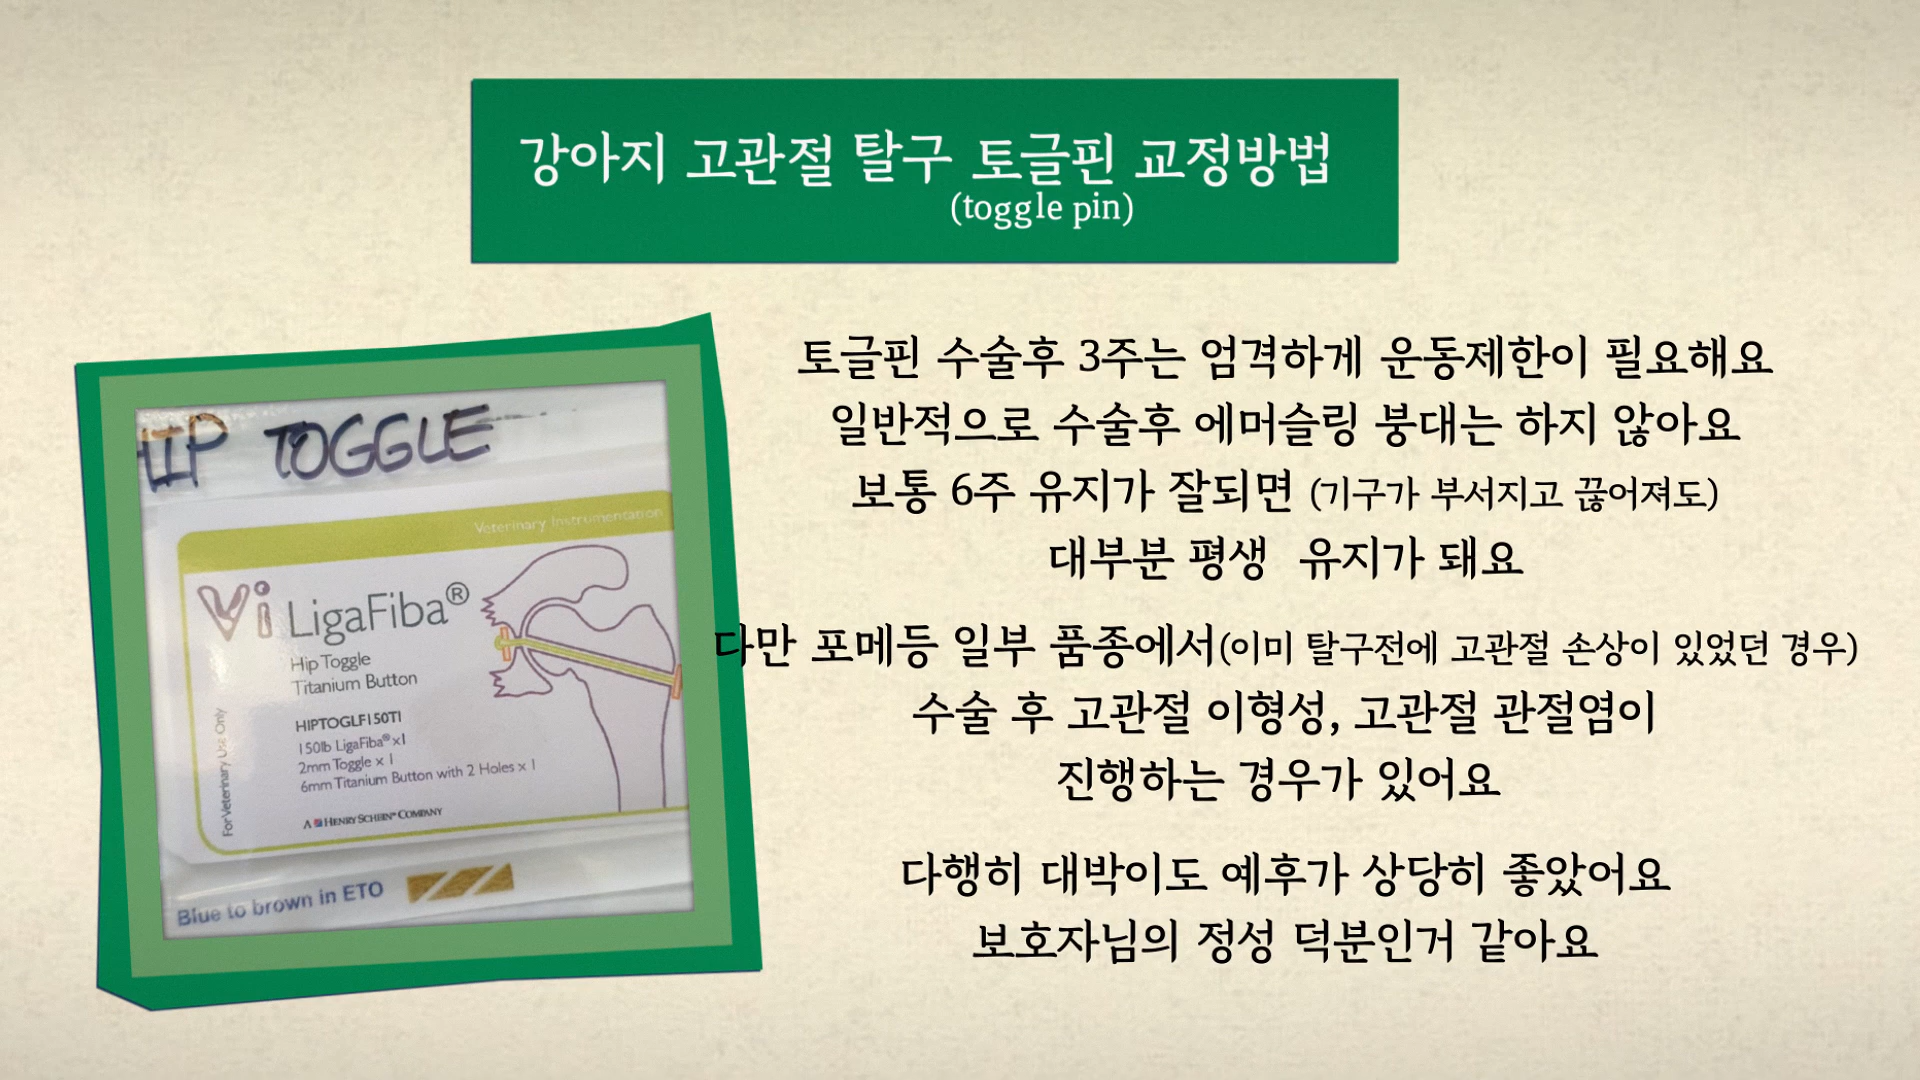 강아지 고관절 탈구 토글핀 교정방법
(toggle pin)
HIP TOGGLE
Veterinary Instrumentation
Vi LigaFiba®
Hip Toggle
Titanium Button
HIPTOGLF150TI
150lb LigaFiba® x1
2mm Toggle x 1
6mm Titanium Button with 2 Holes x 1
For Veterinary Use Only
A HENRY SCHEIN® COMPANY
Blue to brown in ETO
토글핀 수술후 3주는 엄격하게 운동제한이 필요해요
일반적으로 수술후 에머슬링 붕대는 하지 않아요
보통 6주 유지가 잘되면 (기구가 부서지고 끊어져도)
대부분 평생 유지가 돼요
다만 포메등 일부 품종에서(이미 탈구전에 고관절 손상이 있었던 경우)
수술 후 고관절 이형성, 고관절 관절염이
진행하는 경우가 있어요
다행히 대박이도 예후가 상당히 좋았어요
보호자님의 정성 덕분인거 같아요